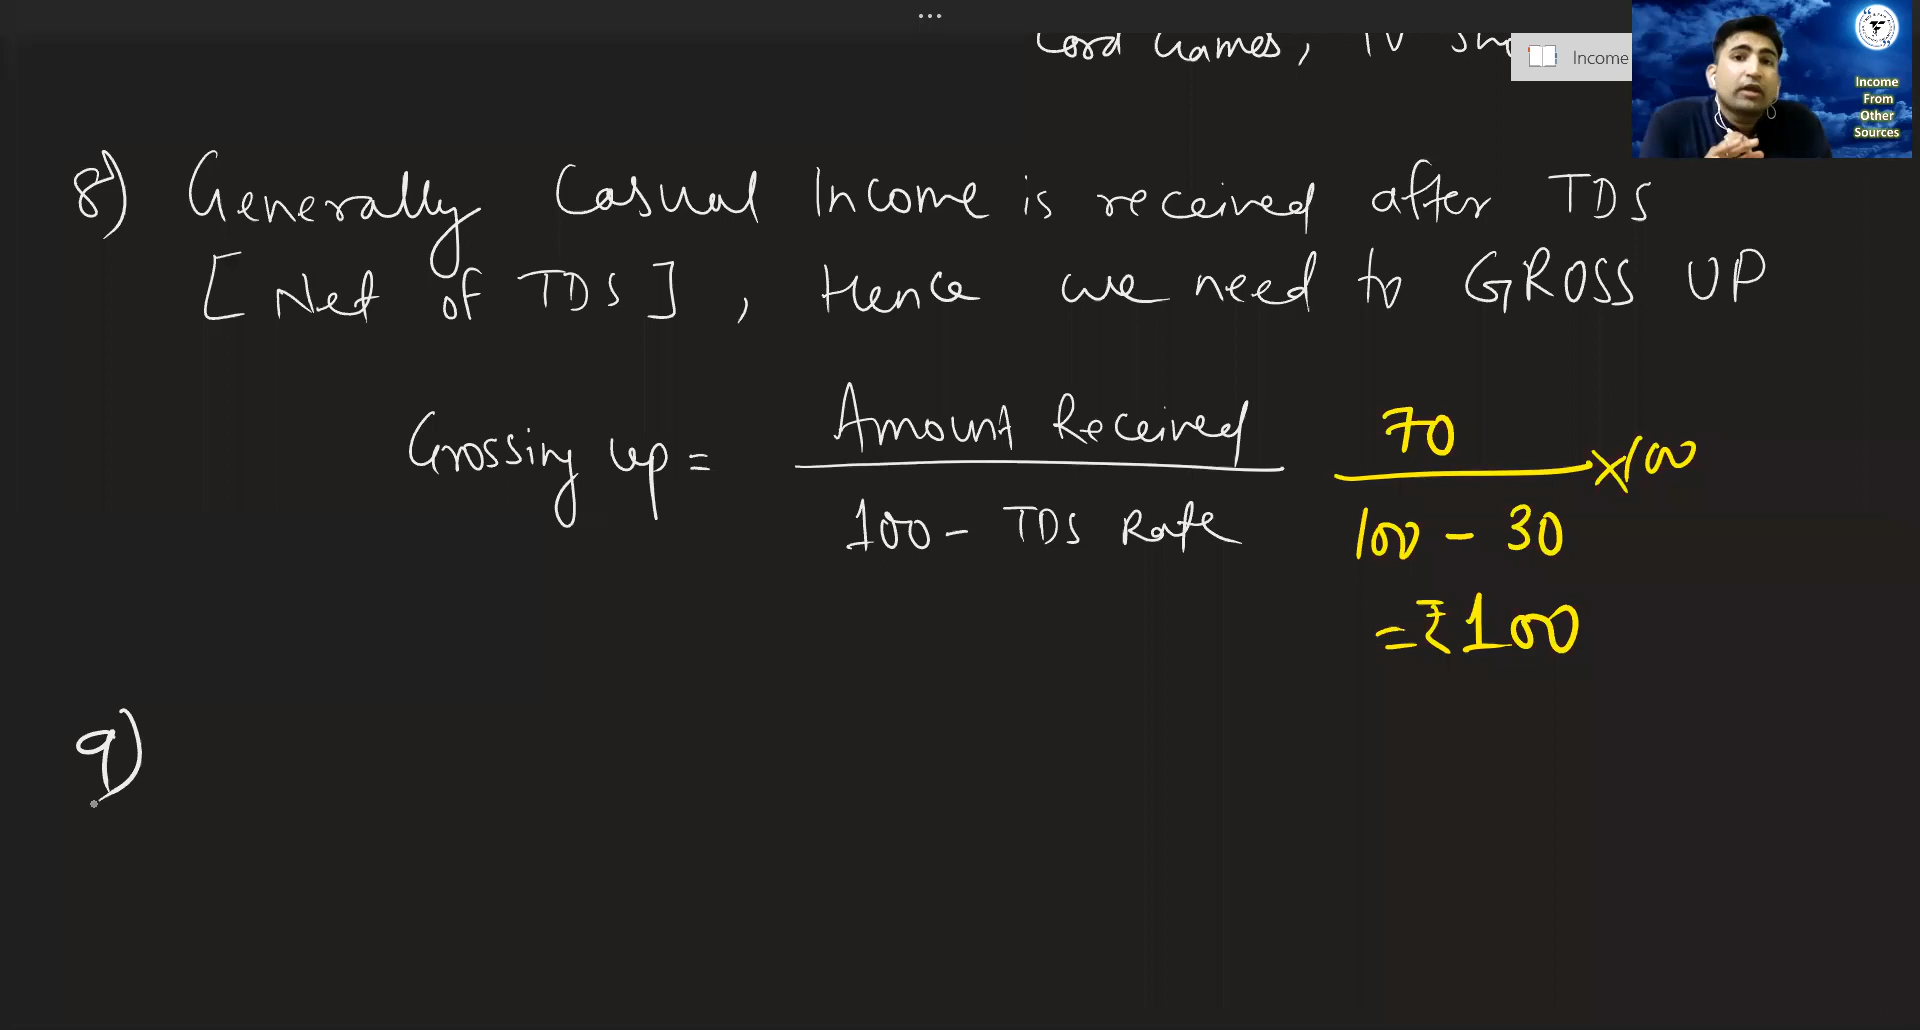 ...
Games, TV
Income
Income
From
Other
Sources
8) Generally Casual Income is received after TDS
[Net of TDS], Hence we need to GROSS UP
Grossing up = Amount Received
100 - TDS Rate
70
100 - 30
×100
= ₹100
9)